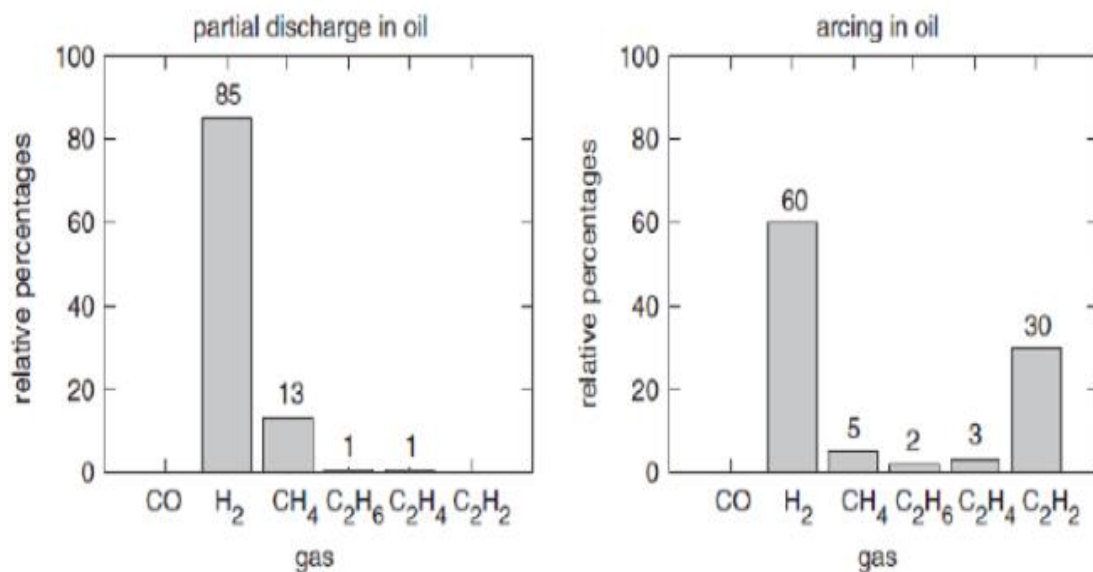 partial discharge in oil
100
80
60
40
20
0
relative percentages
85
13
1
1
CO H₂ CH₄ C₂H₆ C₂H₄ C₂H₂
gas
arcing in oil
100
80
60
40
20
0
relative percentages
60
5
2
3
30
CO H₂ CH₄ C₂H₆ C₂H₄ C₂H₂
gas